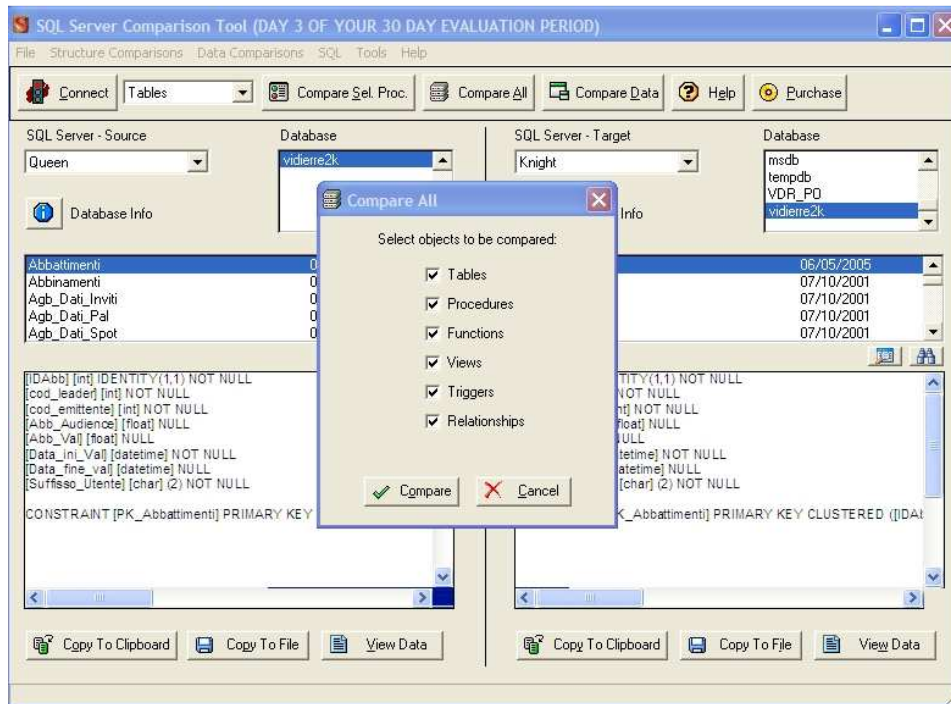 SQL Server Comparison Tool (DAY 3 OF YOUR 30 DAY EVALUATION PERIOD)
File Structure Comparisons Data Comparisons SQL Tools Help
Connect Tables Compare Sel. Proc. Compare All Compare Data Help Purchase
SQL Server - Source Database SQL Server - Target Database
Queen vidierre2k Knight msdb
tempdb
VDR_PO
vidierre2k
Database Info Info
Compare All
Select objects to be compared:
Tables
Procedures
Functions
Views
Triggers
Relationships
Compare Cancel
Abbattimenti 0 06/05/2005
Abbinamenti 0 07/10/2001
Agb_Dati_Inviti 0 07/10/2001
Agb_Dati_Pal 0 07/10/2001
Agb_Dati_Spot 0 07/10/2001
[IDAbb] [int] IDENTITY(1,1) NOT NULL TITY(1,1) NOT NULL
[cod_leader] [int] NOT NULL NOT NULL
[cod_emittente] [int] NOT NULL nt] NOT NULL
[Abb_Audience] [float] NULL float] NULL
[Abb_Val] [float] NULL NULL
[Data_ini_Val] [datetime] NOT NULL tetime] NOT NULL
[Data_fine_val] [datetime] NULL atetime] NULL
[Suffisso_Utente] [char] (2) NOT NULL [char] (2) NOT NULL
CONSTRAINT [PK_Abbattimenti] PRIMARY KEY K_Abbattimenti] PRIMARY KEY CLUSTERED ([IDAb
Copy To Clipboard Copy To File View Data Copy To Clipboard Copy To File View Data